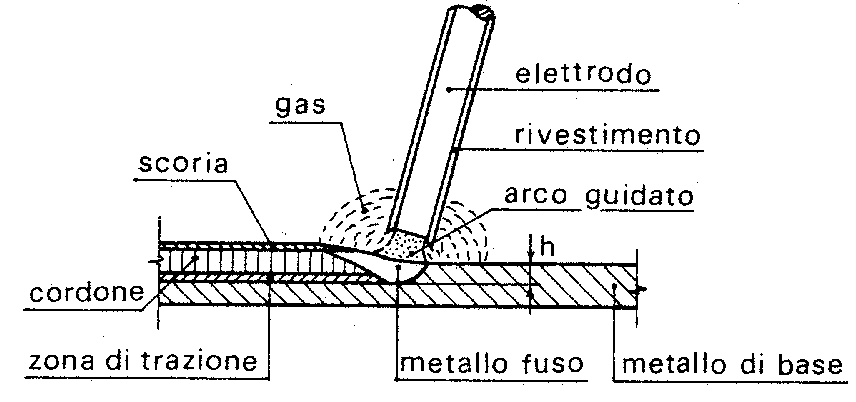 elettrodo
gas
rivestimento
scoria
arco guidato
h
cordone
zona di trazione
metallo fuso
metallo di base